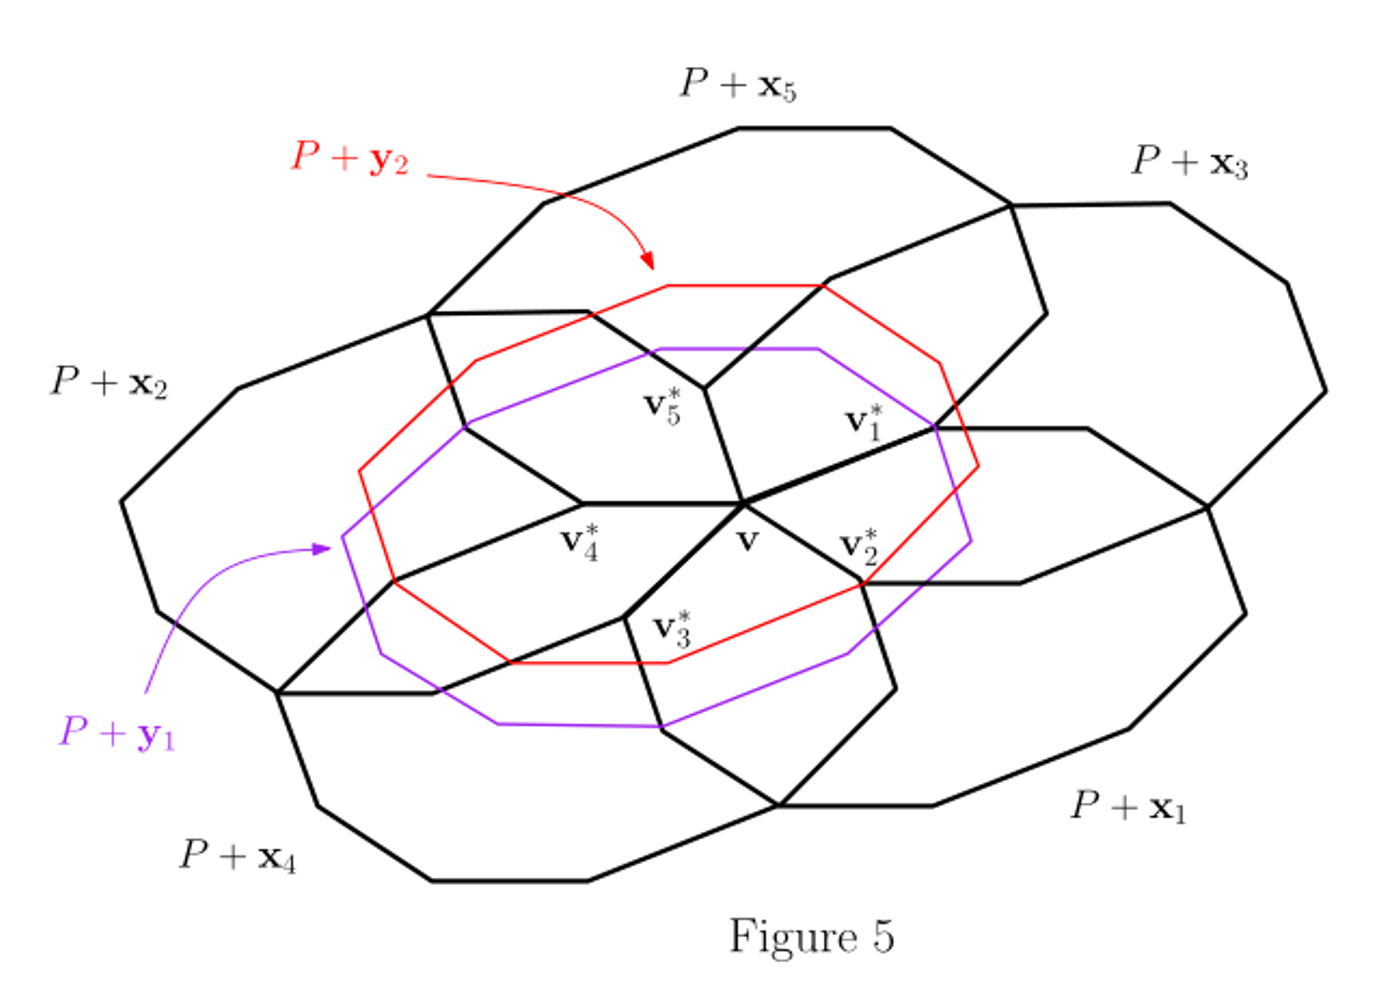 P + x₅
P + y₂
P + x₃
P + x₂
v₅*
v₁*
v₄*
v
v₂*
v₃*
P + y₁
P + x₁
P + x₄
Figure 5